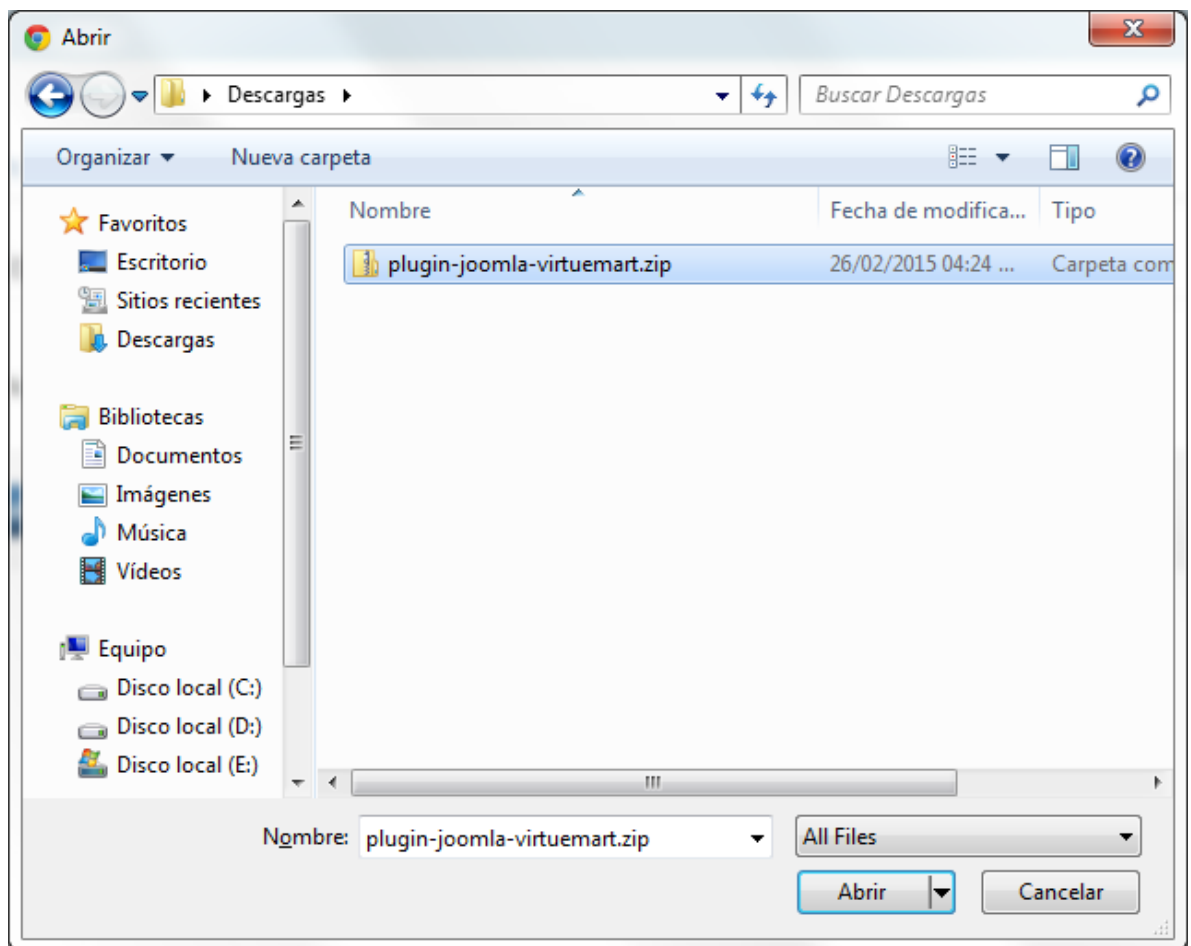 Abrir
Descargas
Buscar Descargas
Organizar
Nueva carpeta
Nombre
Fecha de modifica...
Tipo
plugin-joomla-virtuemart.zip
26/02/2015 04:24 ...
Carpeta com
Favoritos
Escritorio
Sitios recientes
Descargas
Bibliotecas
Documentos
Imágenes
Música
Vídeos
Equipo
Disco local (C:)
Disco local (D:)
Disco local (E:)
Nombre: plugin-joomla-virtuemart.zip
All Files
Abrir
Cancelar